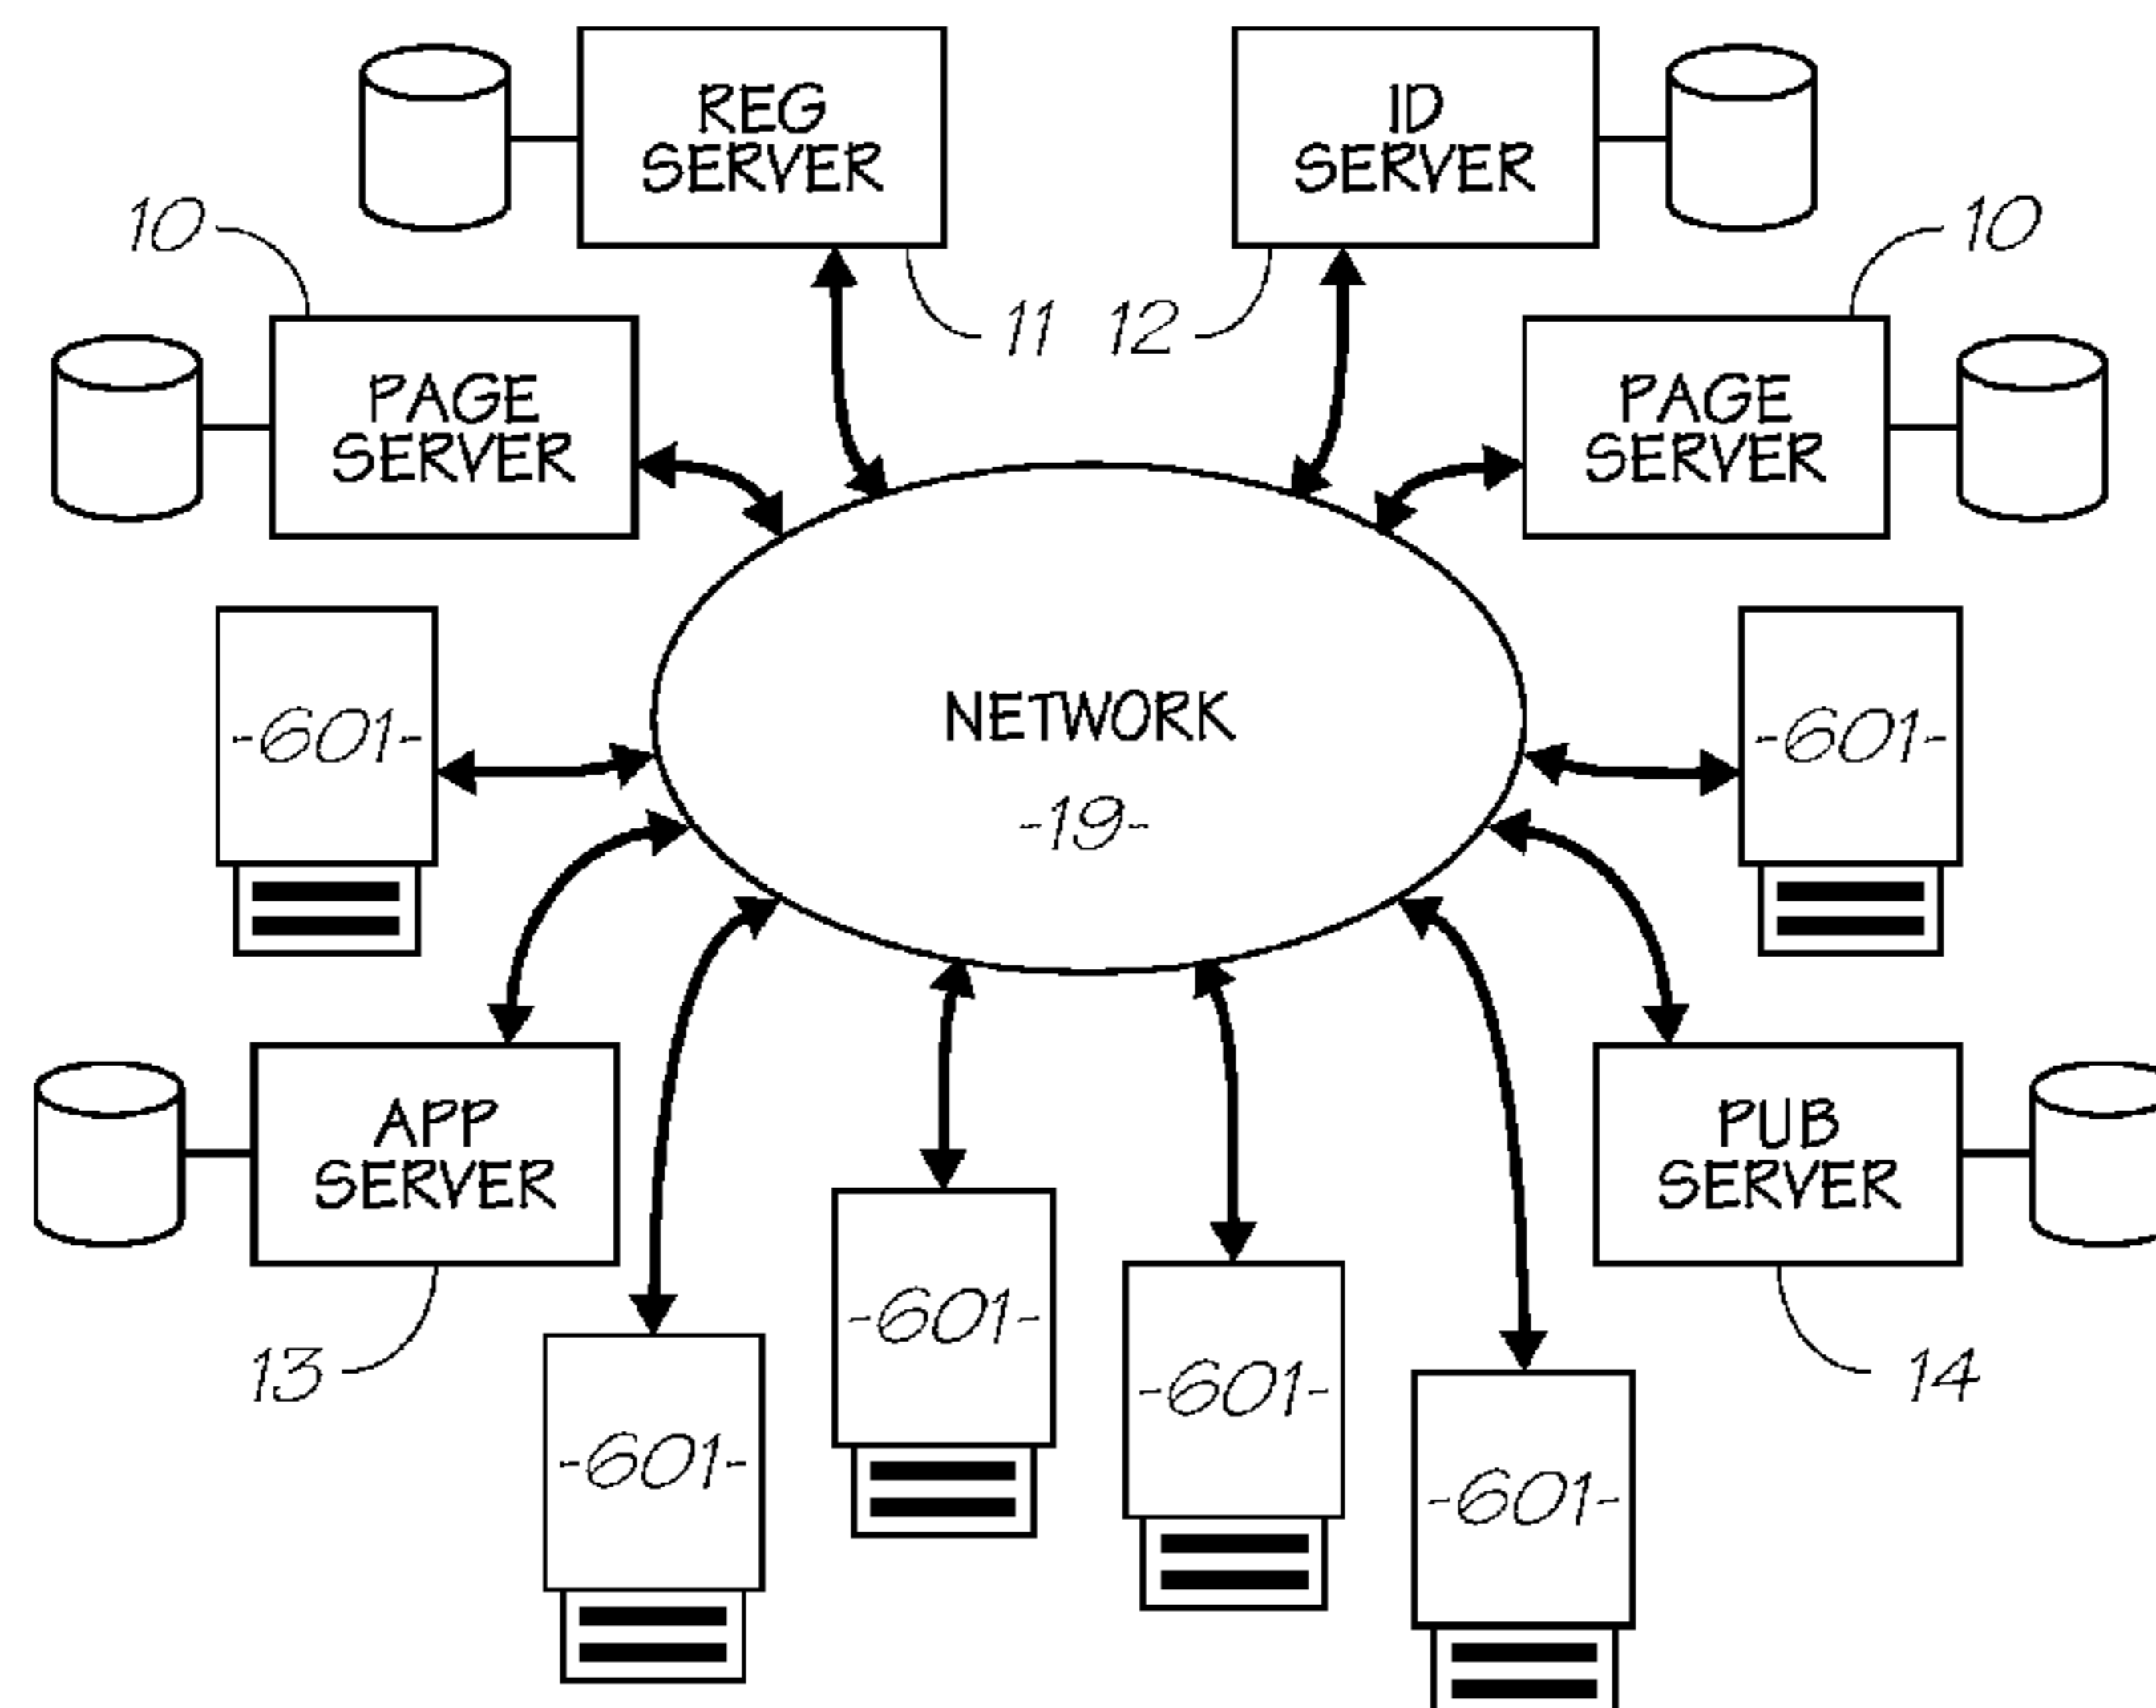 REG
SERVER
ID
SERVER
10
10
11
12
PAGE
SERVER
PAGE
SERVER
-601-
NETWORK
-19-
-601-
APP
SERVER
PUB
SERVER
13
-601-
-601-
-601-
-601-
14